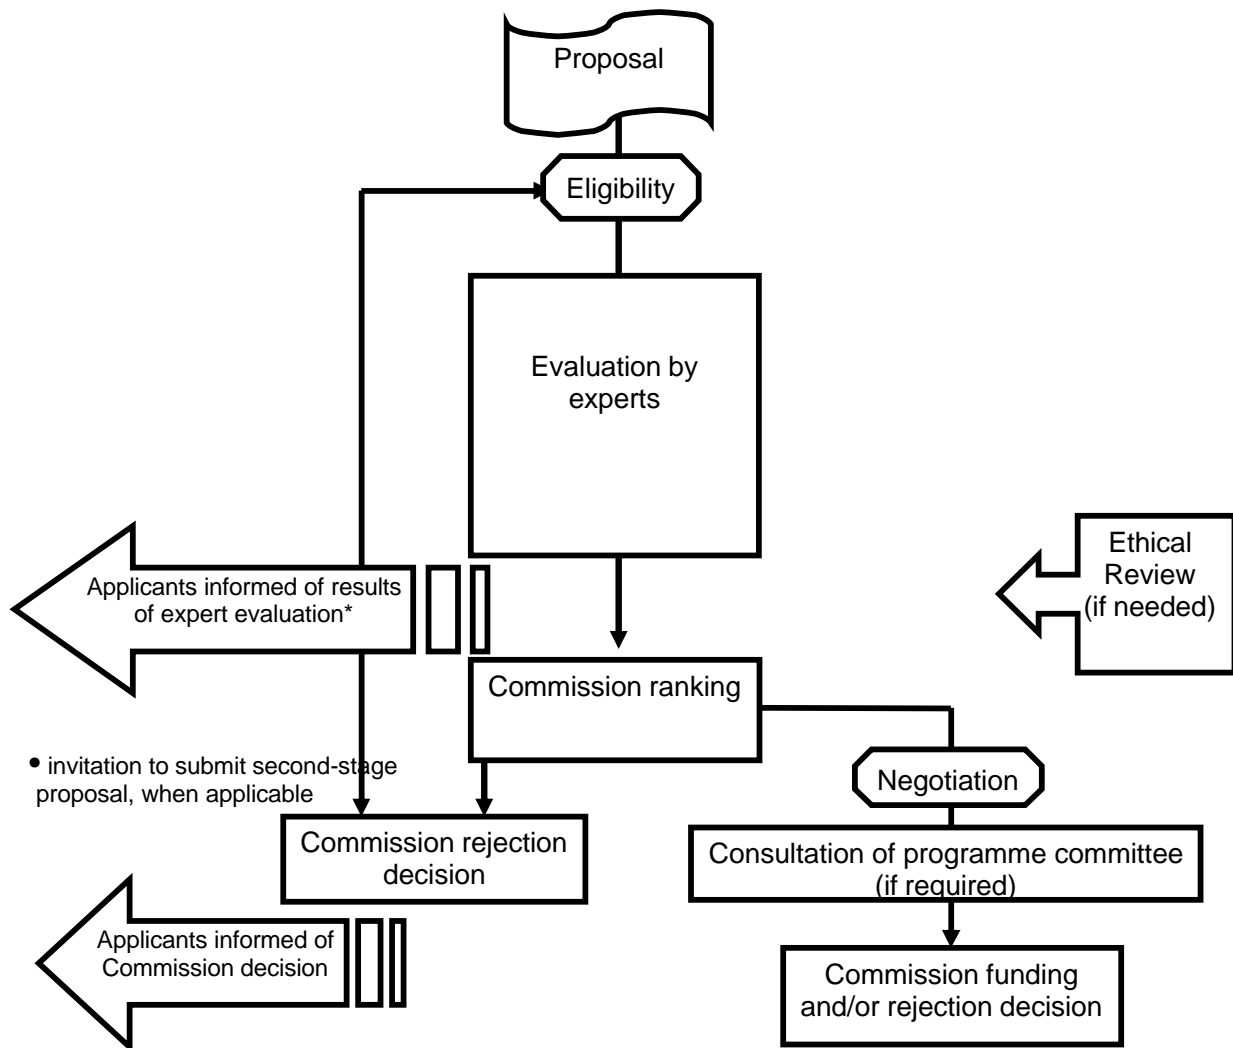 Proposal
Eligibility
Evaluation by
experts
Ethical
Review
(if needed)
Applicants informed of results
of expert evaluation*
Commission ranking
• invitation to submit second-stage
proposal, when applicable
Negotiation
Commission rejection
decision
Consultation of programme committee
(if required)
Applicants informed of
Commission decision
Commission funding
and/or rejection decision